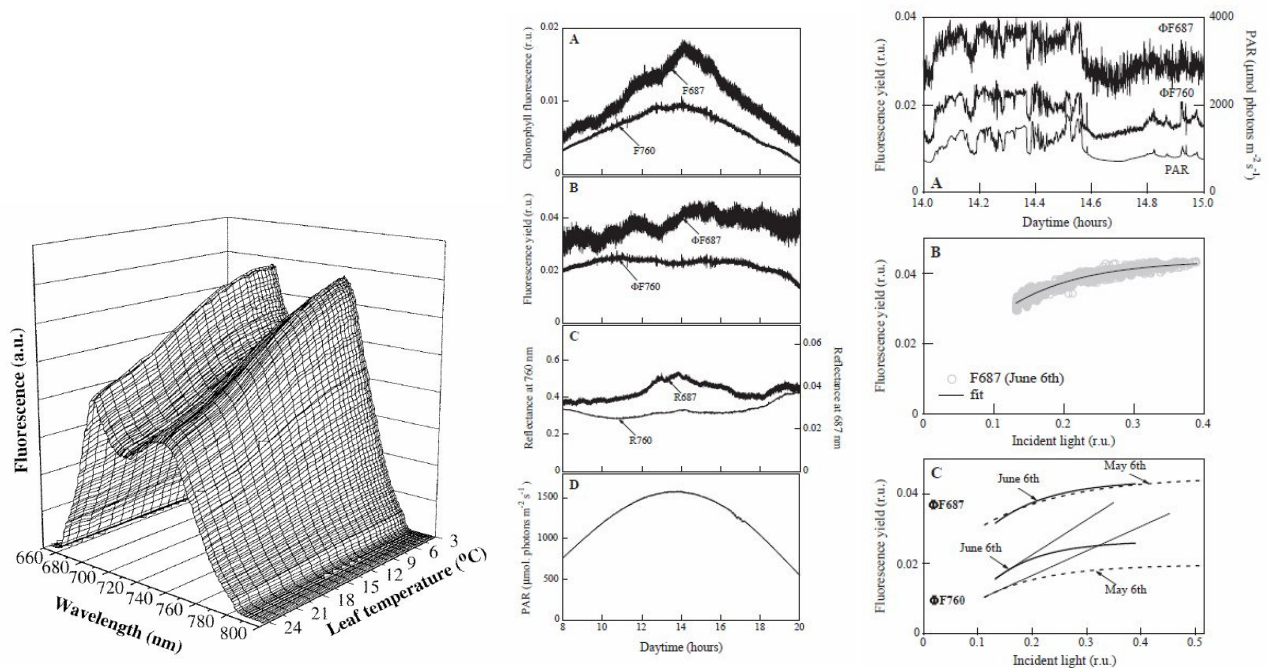 Fluorescence (a.u.)
660
680
700
720
740
760
780
800
Wavelength (nm)
24
21
18
15
12
9
6
3
Leaf temperature (°C)
A
Chlorophyll fluorescence (r.u.)
0.02
0.01
0
F687
F760
B
Fluorescence yield (r.u.)
0.04
0.02
0
ΦF687
ΦF760
C
Reflectance at 760 nm
0.6
0.4
0.2
0
R687
R760
0.06
0.04
0.02
0
Reflectance at 687 nm
D
PAR (μmol. photons m⁻² s⁻¹)
1500
1000
500
0
8
10
12
14
16
18
20
Daytime (hours)
Fluorescence yield (r.u.)
0.04
0.02
0
ΦF687
ΦF760
PAR
A
4000
2000
0
PAR (μmol photons m⁻² s⁻¹)
14.0
14.2
14.4
14.6
14.8
15.0
Daytime (hours)
B
Fluorescence yield (r.u.)
0.04
0.02
0
F687 (June 6th)
fit
0
0.1
0.2
0.3
0.4
Incident light (r.u.)
C
Fluorescence yield (r.u.)
0.04
0.02
0
ΦF687
June 6th
May 6th
June 6th
May 6th
ΦF760
0
0.1
0.2
0.3
0.4
0.5
Incident light (r.u.)